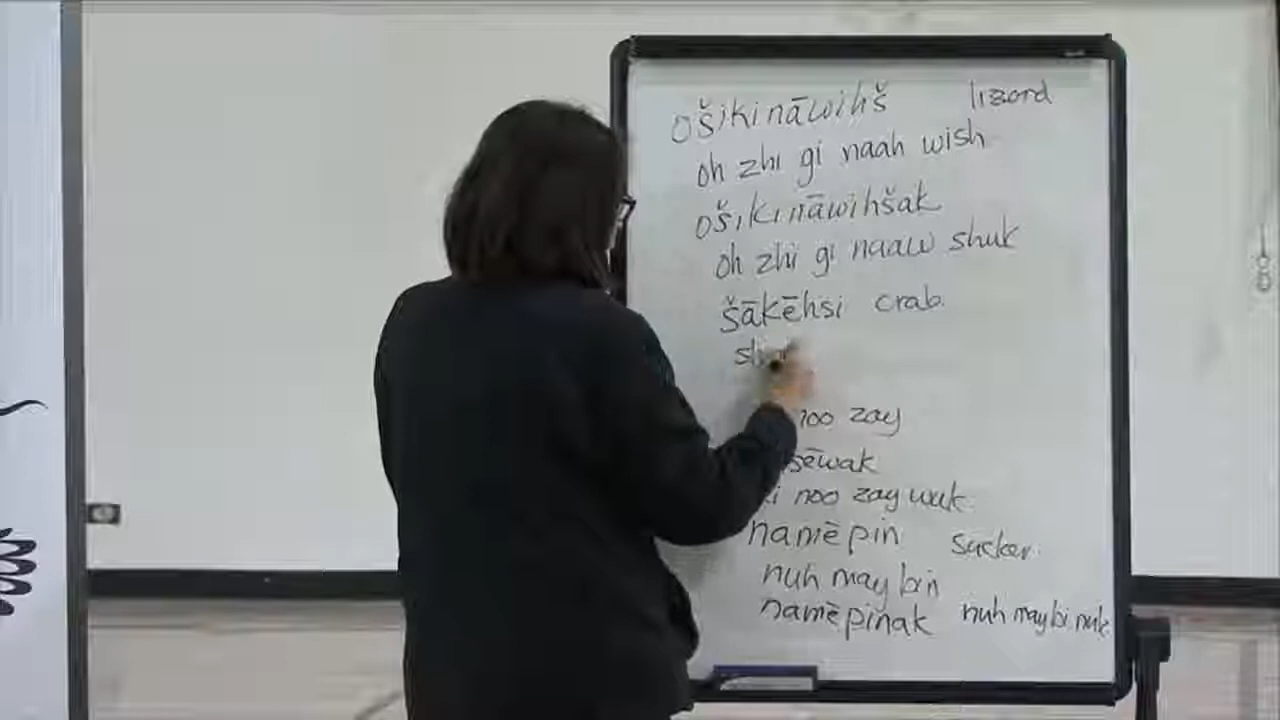 ošikināwihš lizard
oh zhi gi naah wish
ošikināwihšak
oh zhi gi naaw shuk
šākēhsi crab.
noo zay
sēwak
ki noo zay wuk
namēpin sucker.
nuh may bin
namēpinak nuh may bi nuk